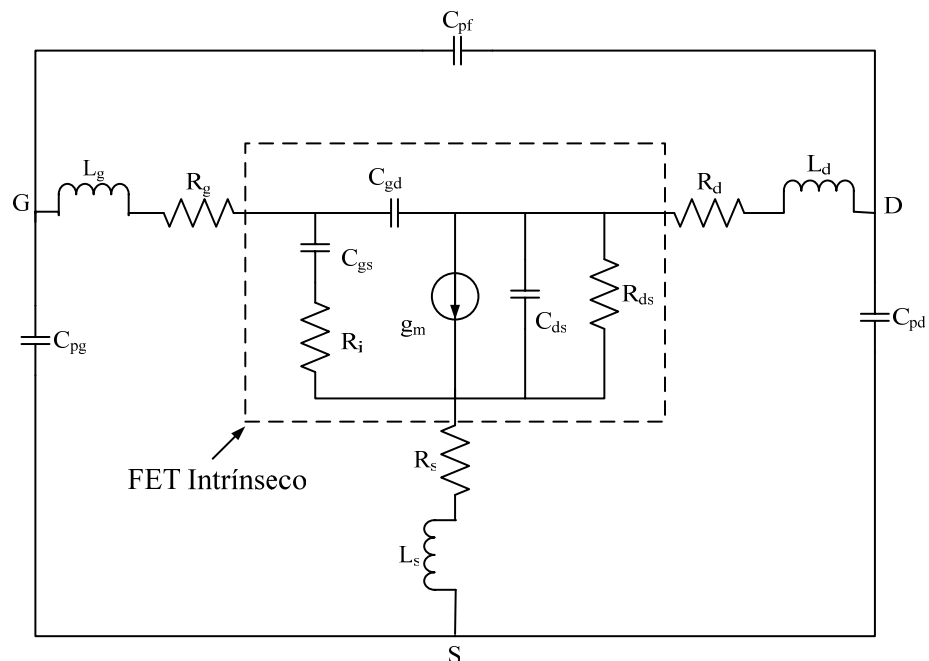 C_pf
L_g
R_g
C_gd
R_d
L_d
G
D
C_gs
R_i
g_m
C_ds
R_ds
C_pg
C_pd
FET Intrínseco
R_s
L_s
S